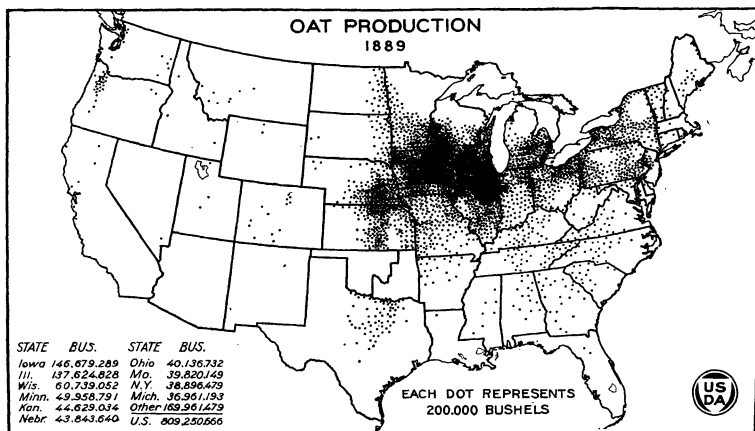 OAT PRODUCTION
1889
STATE BUS. STATE BUS.
Iowa 146.679.289 Ohio 40.136.732
Ill. 137.624.828 Mo. 39.820.149
Wis. 60.739.052 N.Y. 38.896.479
Minn. 49.958.791 Mich. 36.961.193
Kan. 44.629.034 Other 169.961.479
Nebr. 43.843.640 U.S. 809.250.666
EACH DOT REPRESENTS
200.000 BUSHELS
US
DA